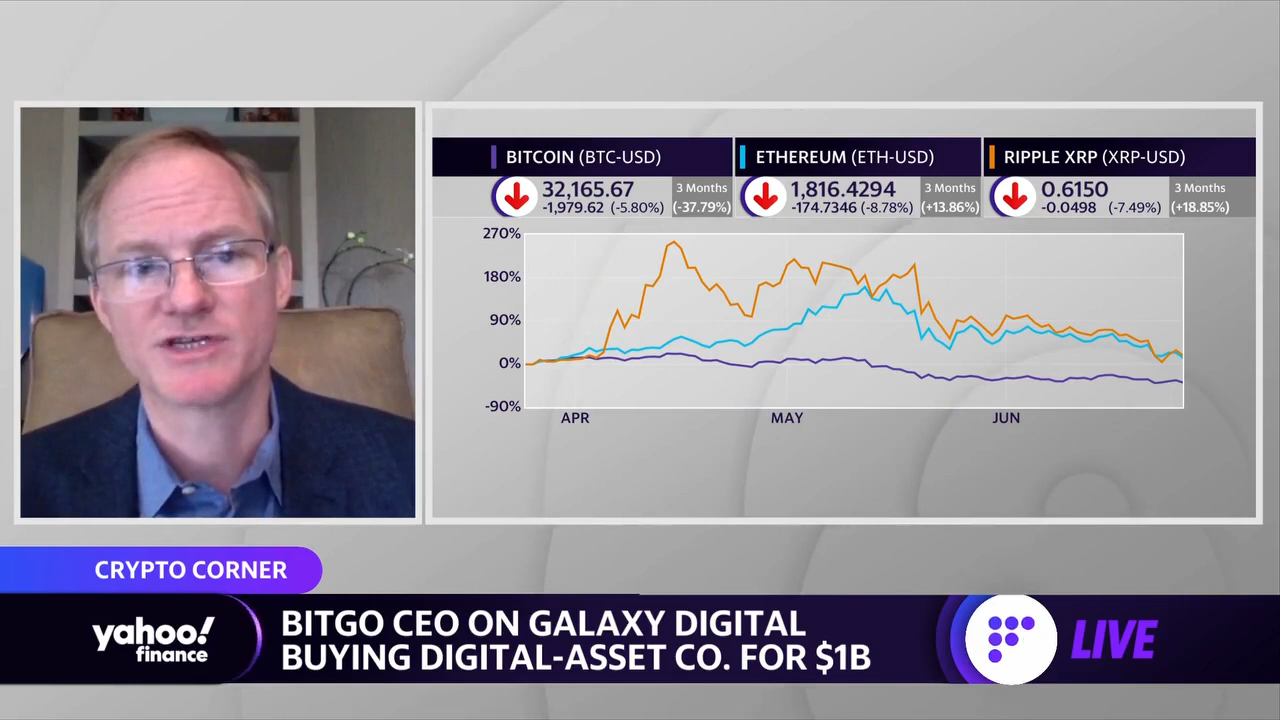 BITCOIN (BTC-USD)
32,165.67
-1,979.62 (-5.80%)
3 Months
(-37.79%)
ETHEREUM (ETH-USD)
1,816.4294
-174.7346 (-8.78%)
3 Months
(+13.86%)
RIPPLE XRP (XRP-USD)
0.6150
-0.0498 (-7.49%)
3 Months
(+18.85%)
270%
180%
90%
0%
-90%
APR MAY JUN
CRYPTO CORNER
yahoo!
finance
BITGO CEO ON GALAXY DIGITAL
BUYING DIGITAL-ASSET CO. FOR $1B
LIVE